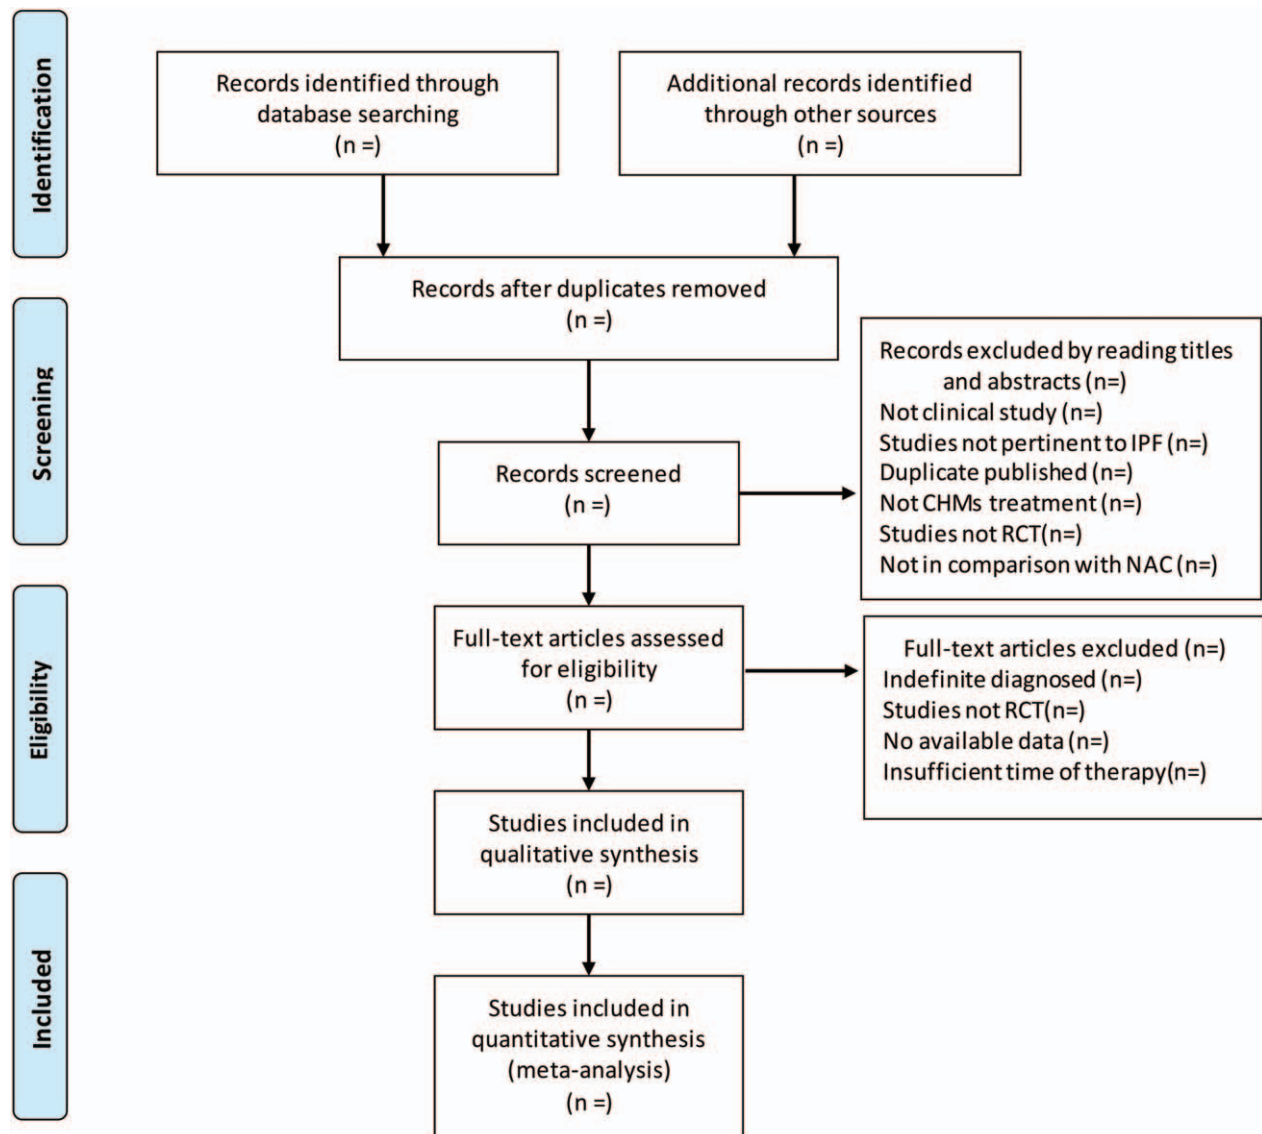 Identification
Records identified through
database searching
(n =)
Additional records identified
through other sources
(n =)
Records after duplicates removed
(n =)
Screening
Records screened
(n =)
Records excluded by reading titles
and abstracts (n=)
Not clinical study (n=)
Studies not pertinent to IPF (n=)
Duplicate published (n=)
Not CHMs treatment (n=)
Studies not RCT(n=)
Not in comparison with NAC (n=)
Eligibility
Full-text articles assessed
for eligibility
(n =)
Full-text articles excluded (n=)
Indefinite diagnosed (n=)
Studies not RCT(n=)
No available data (n=)
Insufficient time of therapy(n=)
Studies included in
qualitative synthesis
(n =)
Included
Studies included in
quantitative synthesis
(meta-analysis)
(n =)